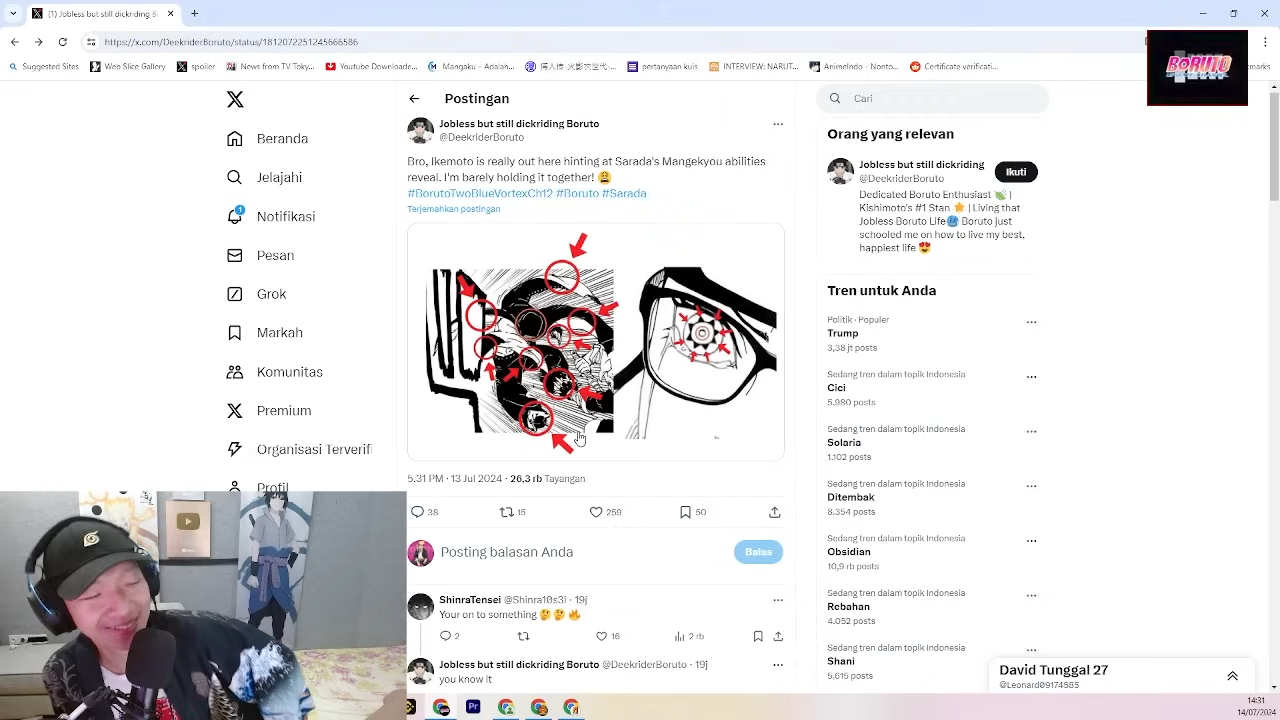 (1) Jobless but still dickriding B
https://x.com/DeekriderBoruto/status/1812072251245666586
Suggested Sites
Web Slice Gallery
spoiler
News from TV Tokyo...
Youtube Downloade...
Manga
pertanyaan kuis
INTERVIEW: NARUT...
AnimeIndo - Nonto...
Certificate verificati...
BORUTO
Beranda
Jelajahi
1
Notifikasi
Pesan
Grok
Markah
Komunitas
Premium
Organisasi Terverifi
Profil
Postingan
Jobless but still dickriding Boruto
@DeekriderBoruto
Bro, Ikemoto is really out here hinting at Sarada's Mangekyou abilities
reveal. I'm barely holding it together! 😩
#BorutoTwoBlueVortexCh12 #Boruto #Sarada
Terjemahkan postingan
5.31 PM · 13 Jul 2024 · 26,3 rb Tayangan
38 15 259 50
Posting balasan Anda
Balas
ShinraTensei @Shinra10s3l · 19j
Your on to something 🤔 🤔 🔥
2 16 2 rb
Jobless but still dickriding Boruto @DeekriderBoruto · 19j
you know it
Cari
Orang yang relevan
Jobless but still dickriding
@DeekriderBoruto
Ikuti
Dedicated Boruto Enthusiast 🍃 |
Kishimoto's #1 Stan ⭐ | Living that
Jobless Boruto Life🌀 Boruto just
schooled me on how to live my best,
happiest life 😍
Tren untuk Anda
Politik · Populer
Trump
3,38 jt posts
Sedang tren dalam topik Indonesia
Cici
5.980 posts
Sedang tren dalam topik Indonesia
Solaria
1.102 posts
Sedang tren dalam topik Indonesia
Ditembak
8.354 posts
Sedang tren dalam topik Indonesia
Obsidian
10,9 rb posts
Sedang tren dalam topik Indonesia
Rebahan
4.052 posts
Sedang tren dalam topik Indonesia
Shani
5.215 posts
David Tunggal 27
@Leonard09174585
14:31
14/07/2024